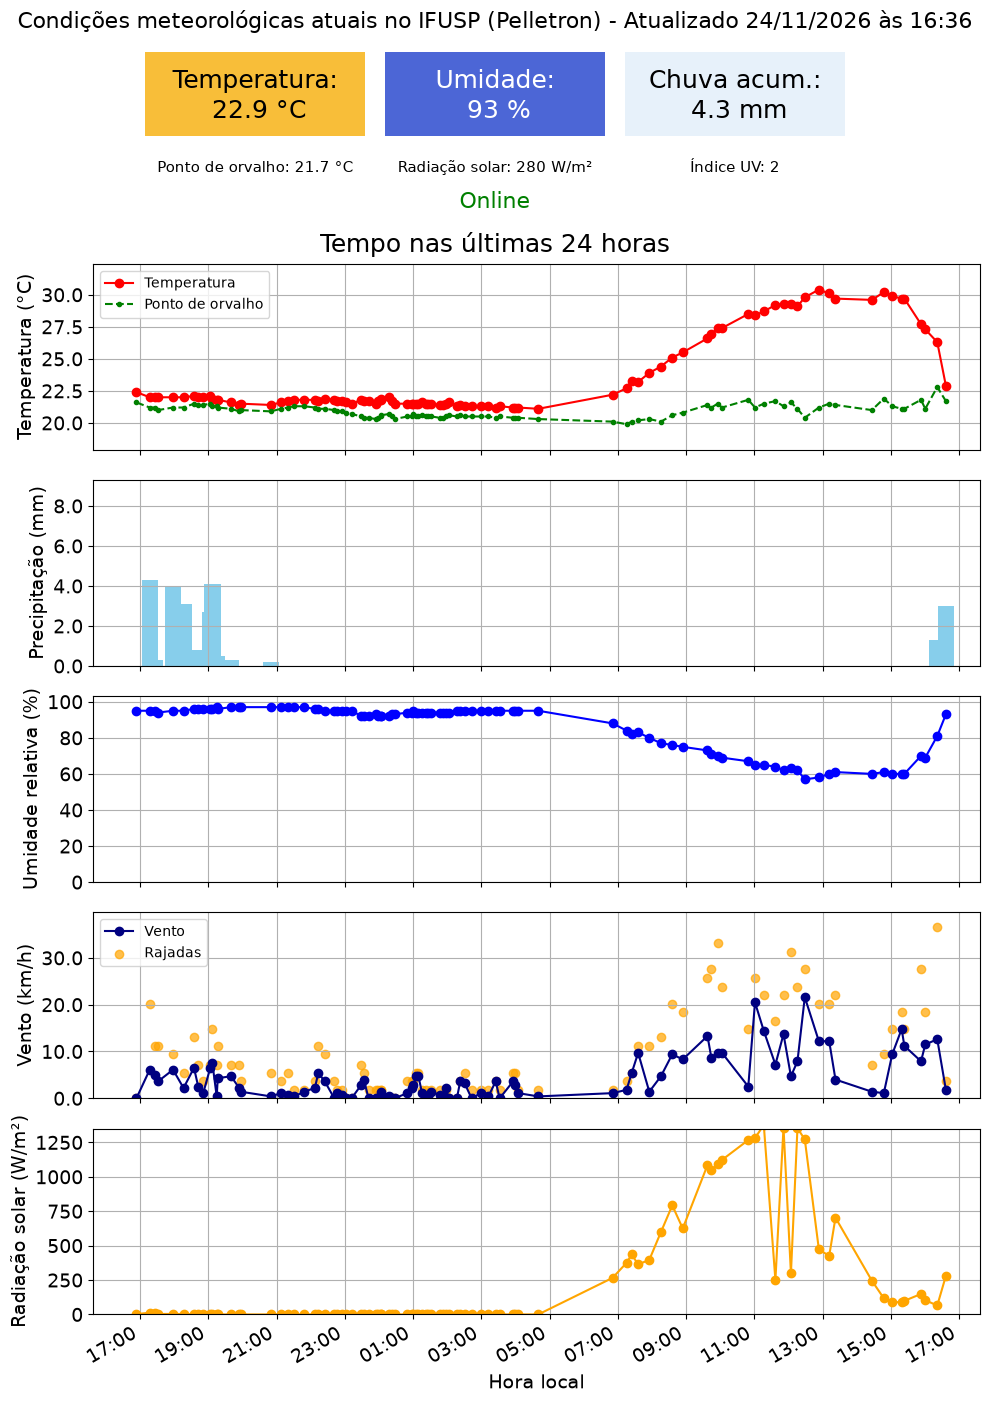 Condições meteorológicas atuais no IFUSP (Pelletron) - Atualizado 24/11/2026 às 16:36
Temperatura:
22.9 °C
Umidade:
93 %
Chuva acum.:
4.3 mm
Ponto de orvalho: 21.7 °C
Radiação solar: 280 W/m²
Índice UV: 2
Online
Tempo nas últimas 24 horas
Temperatura (°C)
30.0
27.5
25.0
22.5
20.0
Temperatura
Ponto de orvalho
Precipitação (mm)
8.0
6.0
4.0
2.0
0.0
Umidade relativa (%)
100
80
60
40
20
0
Vento (km/h)
30.0
20.0
10.0
0.0
Vento
Rajadas
Radiação solar (W/m²)
1250
1000
750
500
250
0
17:00
19:00
21:00
23:00
01:00
03:00
05:00
07:00
09:00
11:00
13:00
15:00
17:00
Hora local